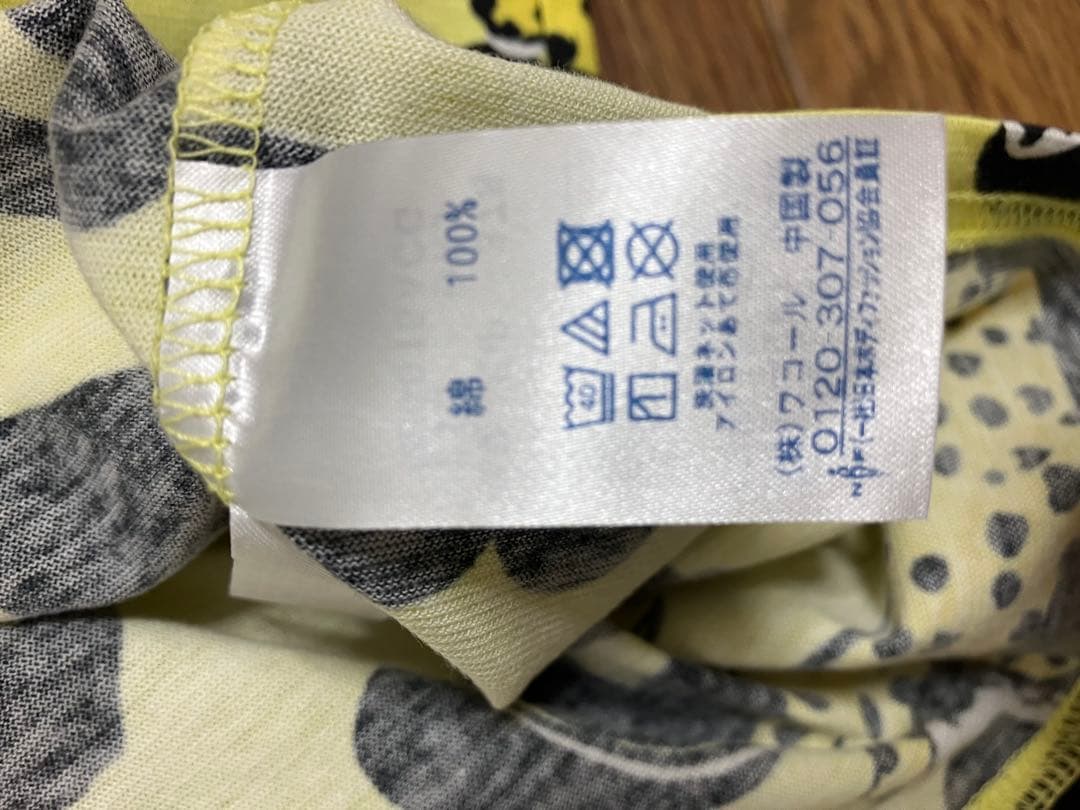 綿 100%
40
洗濯ネット使用
アイロンあて布使用
(株)ワコール 中国製
0120-307-056
NBF (一社)日本ボディファッション協会会員